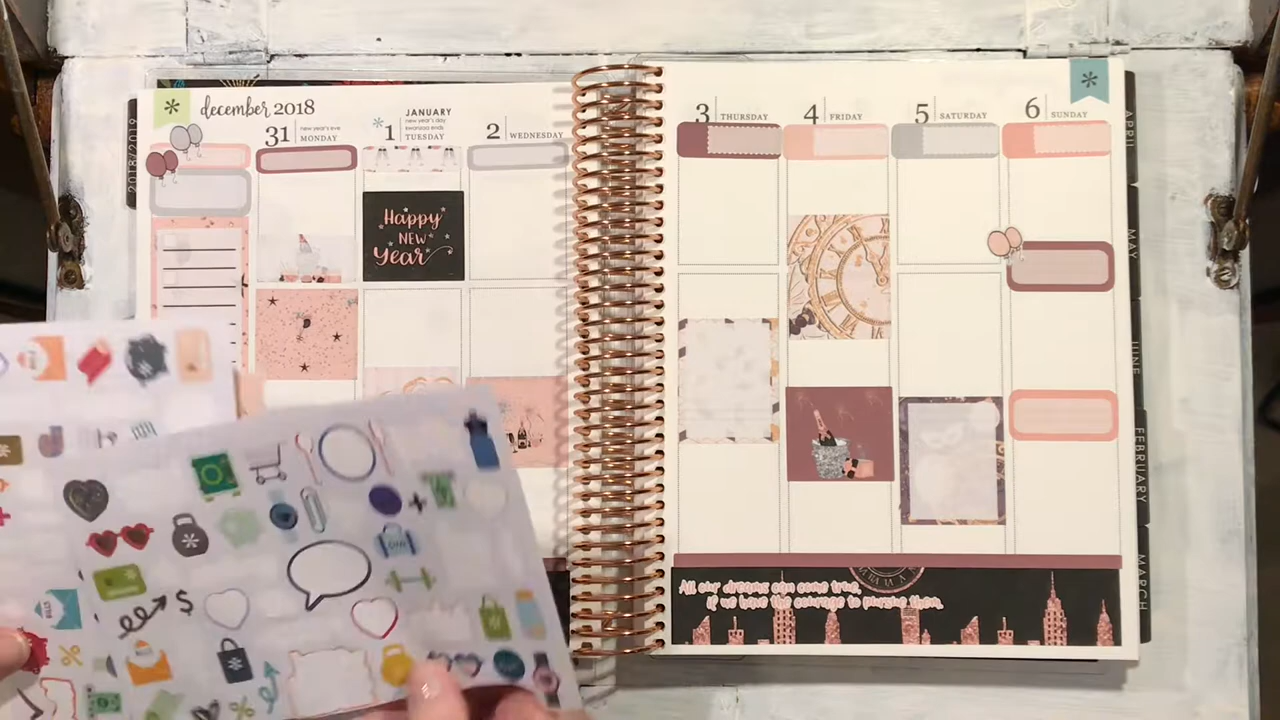 december 2018
31
new year's eve
MONDAY
1
JANUARY
new year's day
kwanzaa ends
TUESDAY
2
WEDNESDAY
3
THURSDAY
4
FRIDAY
5
SATURDAY
6
SUNDAY
2018/2019
Happy
NEW
Year
All our dreams can come true,
if we have the courage to pursue them.
$
%
%
APRIL
MAY
JUNE
FEBRUARY
MARCH